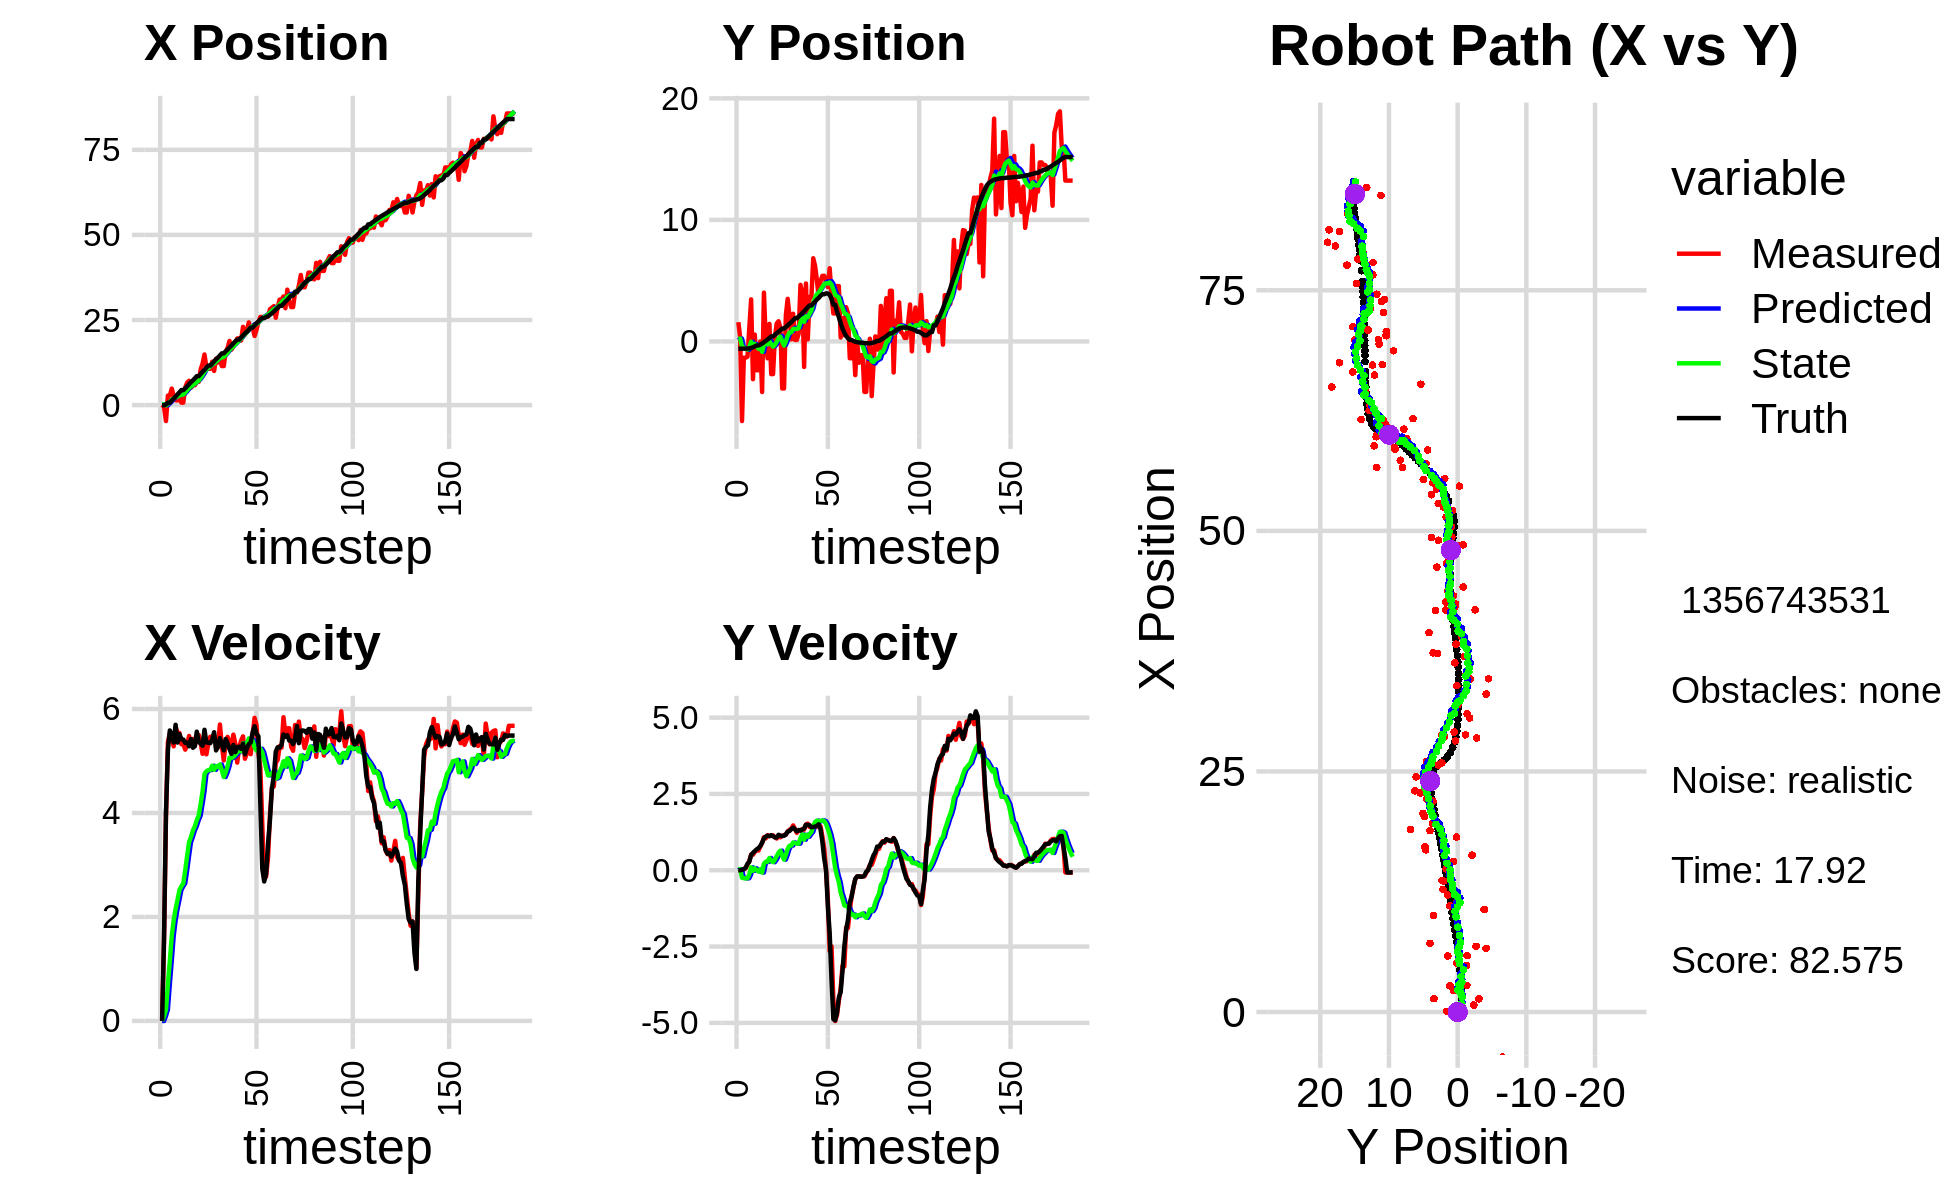 X Position
75
50
25
0
0
50
100
150
timestep
Y Position
20
10
0
0
50
100
150
timestep
X Velocity
6
4
2
0
0
50
100
150
timestep
Y Velocity
5.0
2.5
0.0
-2.5
-5.0
0
50
100
150
timestep
Robot Path (X vs Y)
X Position
75
50
25
0
20 10 0 -10 -20
Y Position
variable
Measured
Predicted
State
Truth
1356743531
Obstacles: none
Noise: realistic
Time: 17.92
Score: 82.575